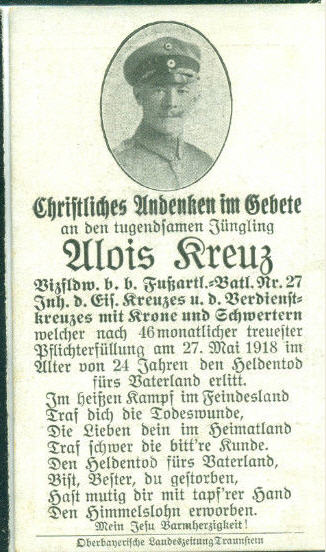 Christliches Andenken im Gebete
an den tugendsamen Jüngling
Alois Kreuz
Vizfldw. b. b. Fußartl.-Batl. Nr. 27
Inh. d. Eis. Kreuzes u. d. Verdienst-
kreuzes mit Krone und Schwertern
welcher nach 46monatlicher treuester
Pflichterfüllung am 27. Mai 1918 im
Alter von 24 Jahren den Heldentod
fürs Vaterland erlitt.
Im heißen Kampf im Feindesland
Traf dich die Todeswunde,
Die Lieben dein im Heimatland
Traf schwer die bitt're Kunde.
Den Heldentod fürs Vaterland,
Bist, Bester, du gestorben,
Hast mutig dir mit tapf'rer Hand
Den Himmelslohn erworben.
Mein Jesu Barmherzigkeit!
Oberbayerische Landeszeitung Traunstein